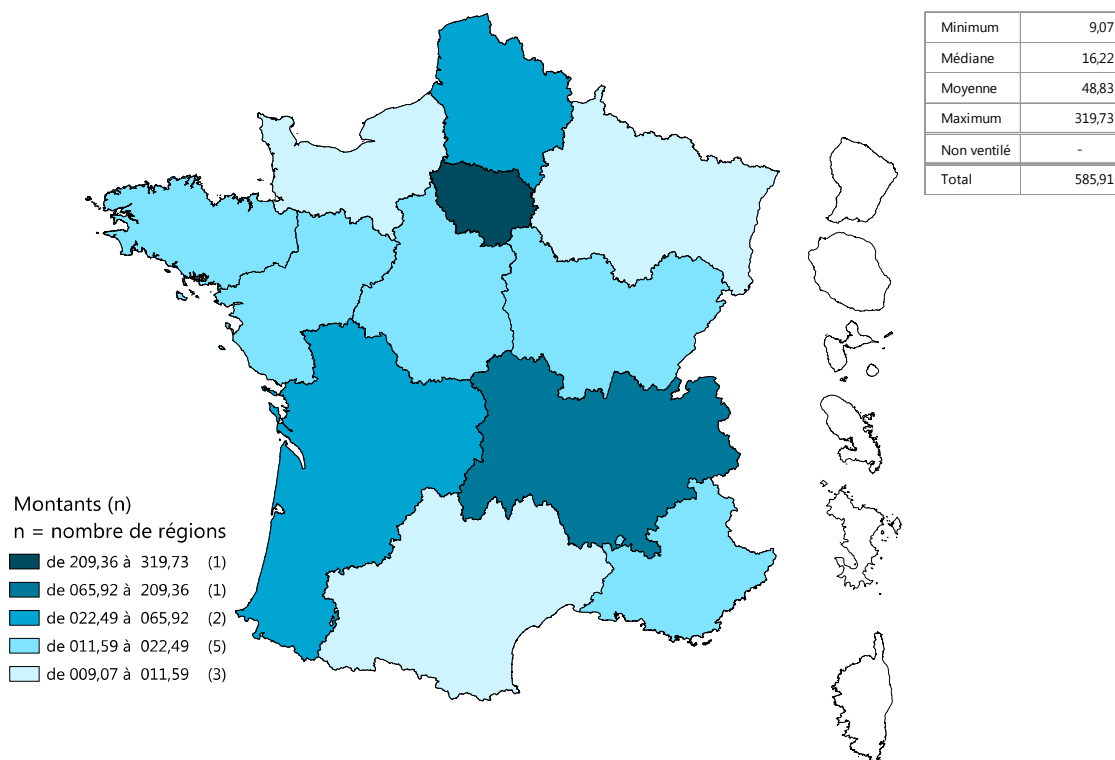 Minimum 9,07
Médiane 16,22
Moyenne 48,83
Maximum 319,73
Non ventilé -
Total 585,91
Montants (n)
n = nombre de régions
de 209,36 à 319,73 (1)
de 065,92 à 209,36 (1)
de 022,49 à 065,92 (2)
de 011,59 à 022,49 (5)
de 009,07 à 011,59 (3)